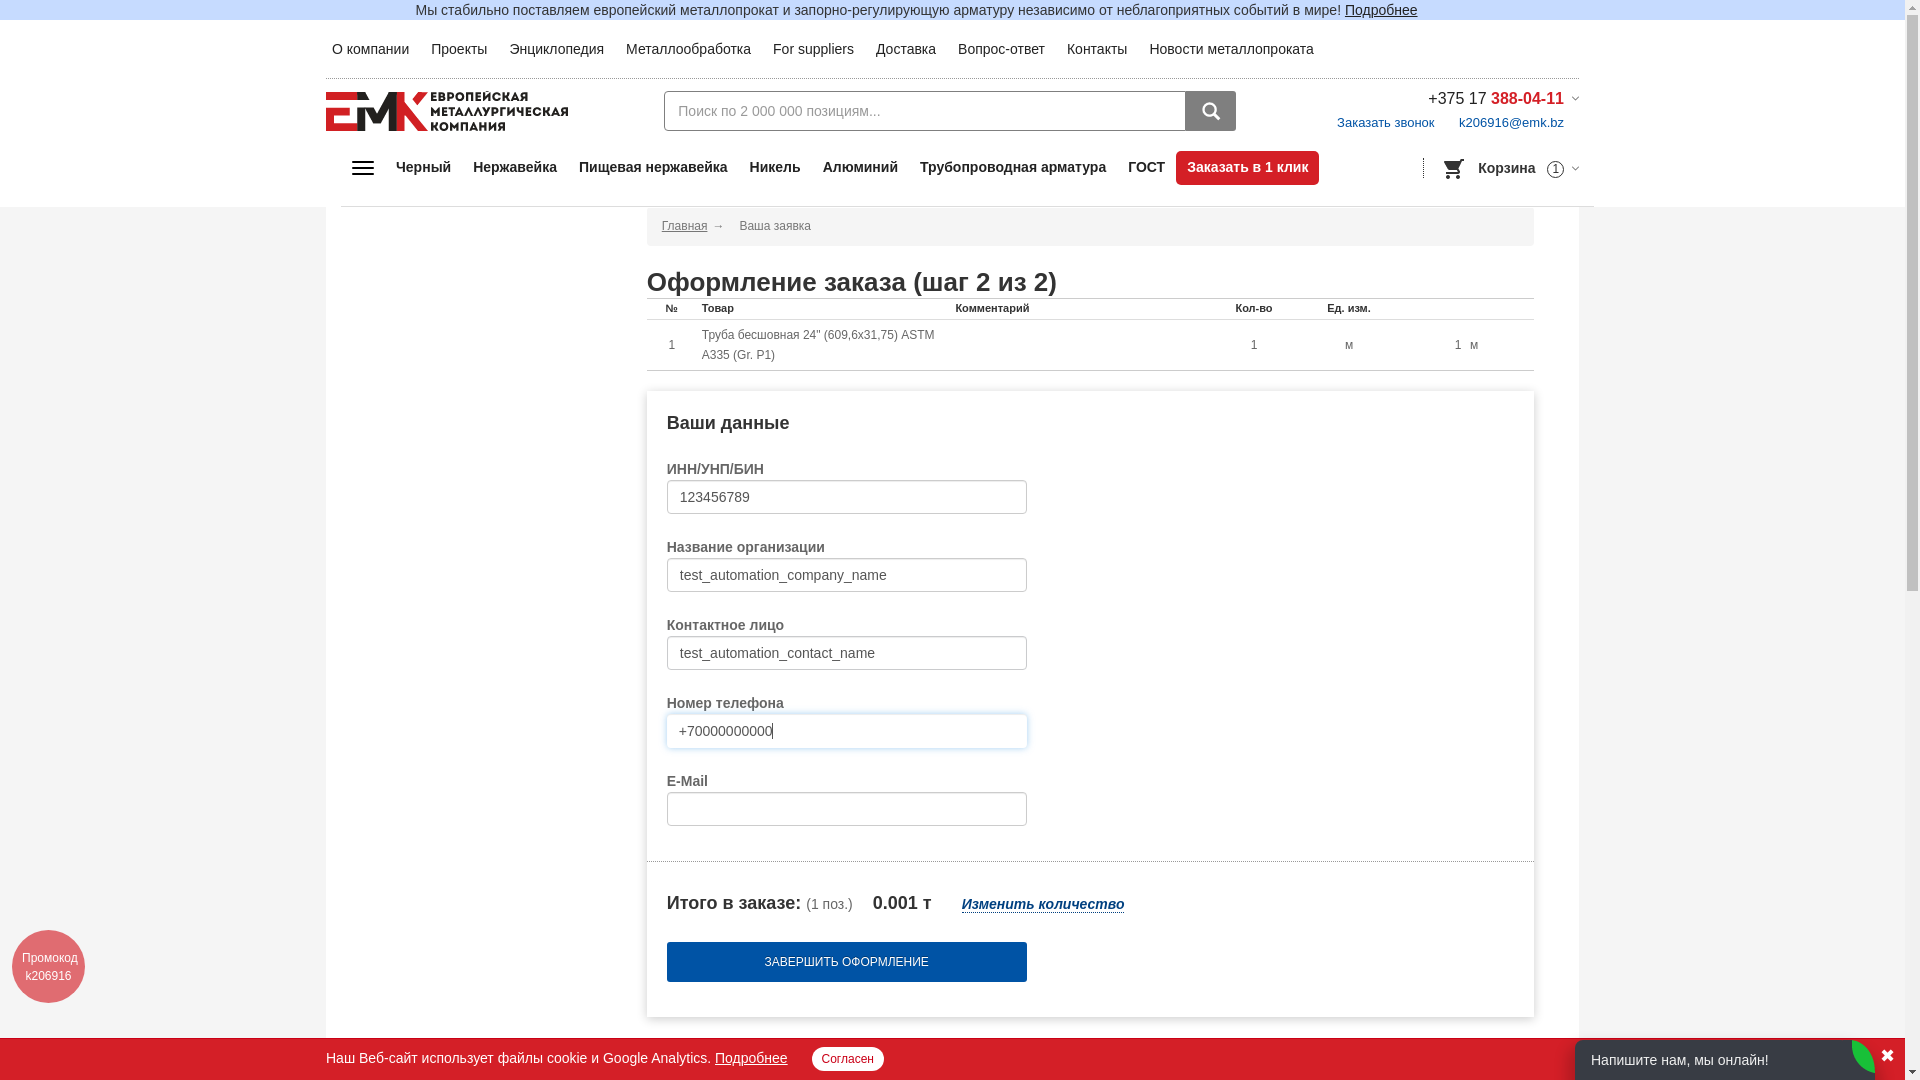 Мы стабильно поставляем европейский металлопрокат и запорно-регулирующую арматуру независимо от неблагоприятных событий в мире! Подробнее
О компании Проекты Энциклопедия Металлообработка For suppliers Доставка Вопрос-ответ Контакты Новости металлопроката
ЕМК ЕВРОПЕЙСКАЯ МЕТАЛЛУРГИЧЕСКАЯ КОМПАНИЯ
Поиск по 2 000 000 позициям...
+375 17 388-04-11
Заказать звонок k206916@emk.bz
Черный Нержавейка Пищевая нержавейка Никель Алюминий Трубопроводная арматура ГОСТ Заказать в 1 клик Корзина 1
Главная → Ваша заявка
Оформление заказа (шаг 2 из 2)
№ Товар Комментарий Кол-во Ед. изм.
1 Труба бесшовная 24" (609,6х31,75) ASTM A335 (Gr. P1) 1 м 1 м
Ваши данные
ИНН/УНП/БИН
123456789
Название организации
test_automation_company_name
Контактное лицо
test_automation_contact_name
Номер телефона
+70000000000
E-Mail
Итого в заказе: (1 поз.) 0.001 т Изменить количество
ЗАВЕРШИТЬ ОФОРМЛЕНИЕ
Промокод
k206916
Наш Веб-сайт использует файлы cookie и Google Analytics. Подробнее Согласен
Напишите нам, мы онлайн!